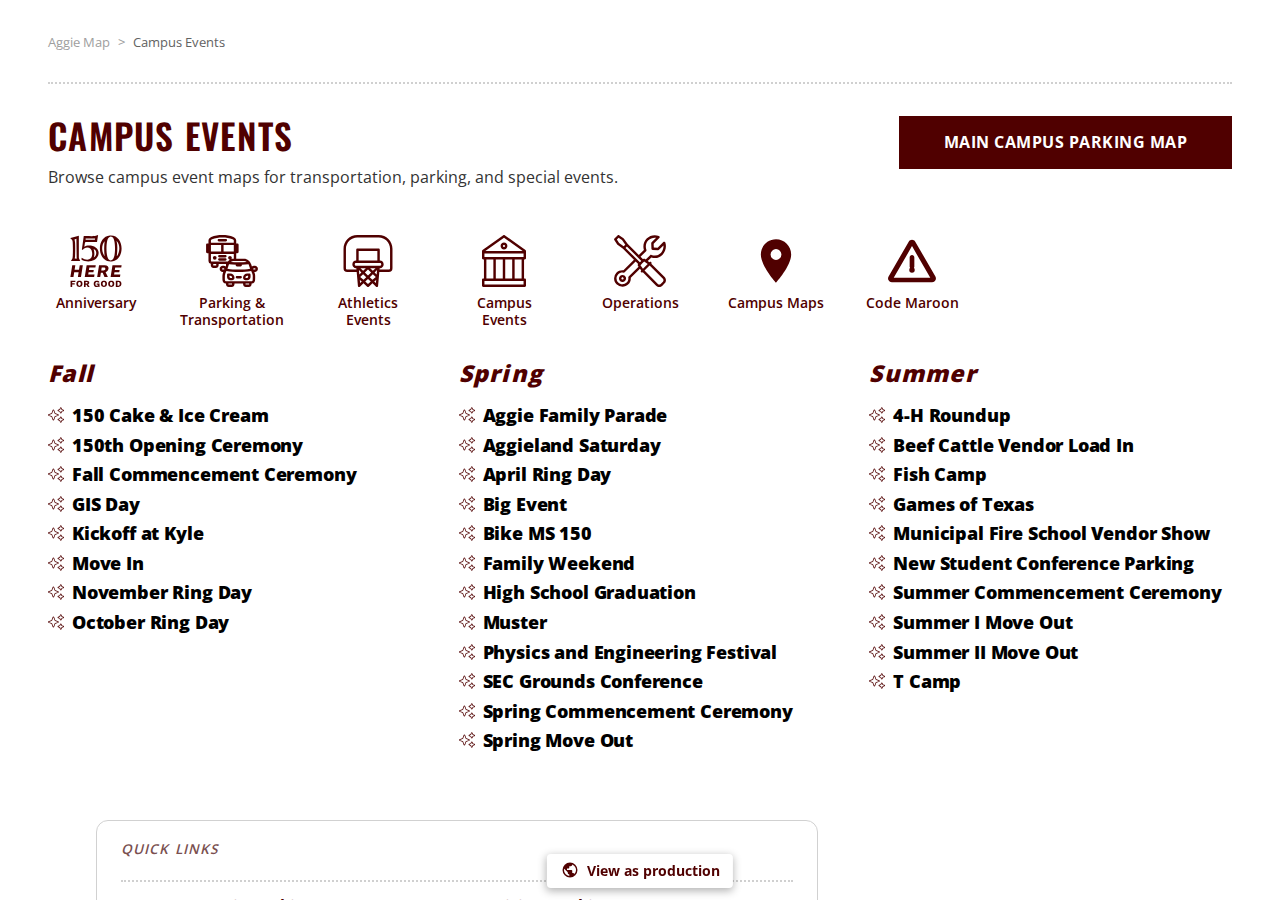 Aggie Map > Campus Events
CAMPUS EVENTS
MAIN CAMPUS PARKING MAP
Browse campus event maps for transportation, parking, and special events.
150
HERE
FOR GOOD
Anniversary
Parking &
Transportation
Athletics
Events
Campus
Events
Operations
Campus Maps
Code Maroon
Fall
150 Cake & Ice Cream
150th Opening Ceremony
Fall Commencement Ceremony
GIS Day
Kickoff at Kyle
Move In
November Ring Day
October Ring Day
Spring
Aggie Family Parade
Aggieland Saturday
April Ring Day
Big Event
Bike MS 150
Family Weekend
High School Graduation
Muster
Physics and Engineering Festival
SEC Grounds Conference
Spring Commencement Ceremony
Spring Move Out
Summer
4-H Roundup
Beef Cattle Vendor Load In
Fish Camp
Games of Texas
Municipal Fire School Vendor Show
New Student Conference Parking
Summer Commencement Ceremony
Summer I Move Out
Summer II Move Out
T Camp
QUICK LINKS
View as production